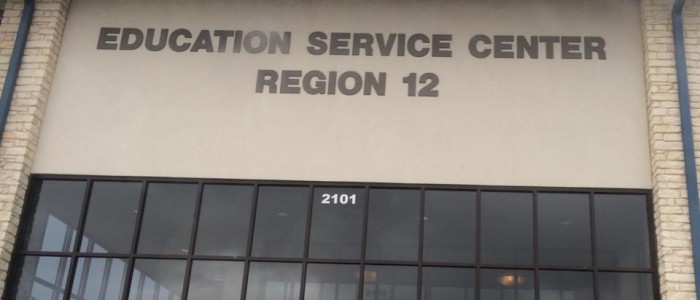 EDUCATION SERVICE CENTER
REGION 12
2101